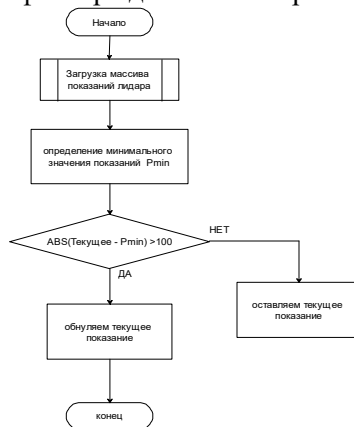 Начало
Загрузка массива
показаний лидара
определение минимального
значения показаний Pmin
ABS(Текущее - Pmin) >100
НЕТ
ДА
оставляем текущее
показание
обнуляем текущее
показание
конец